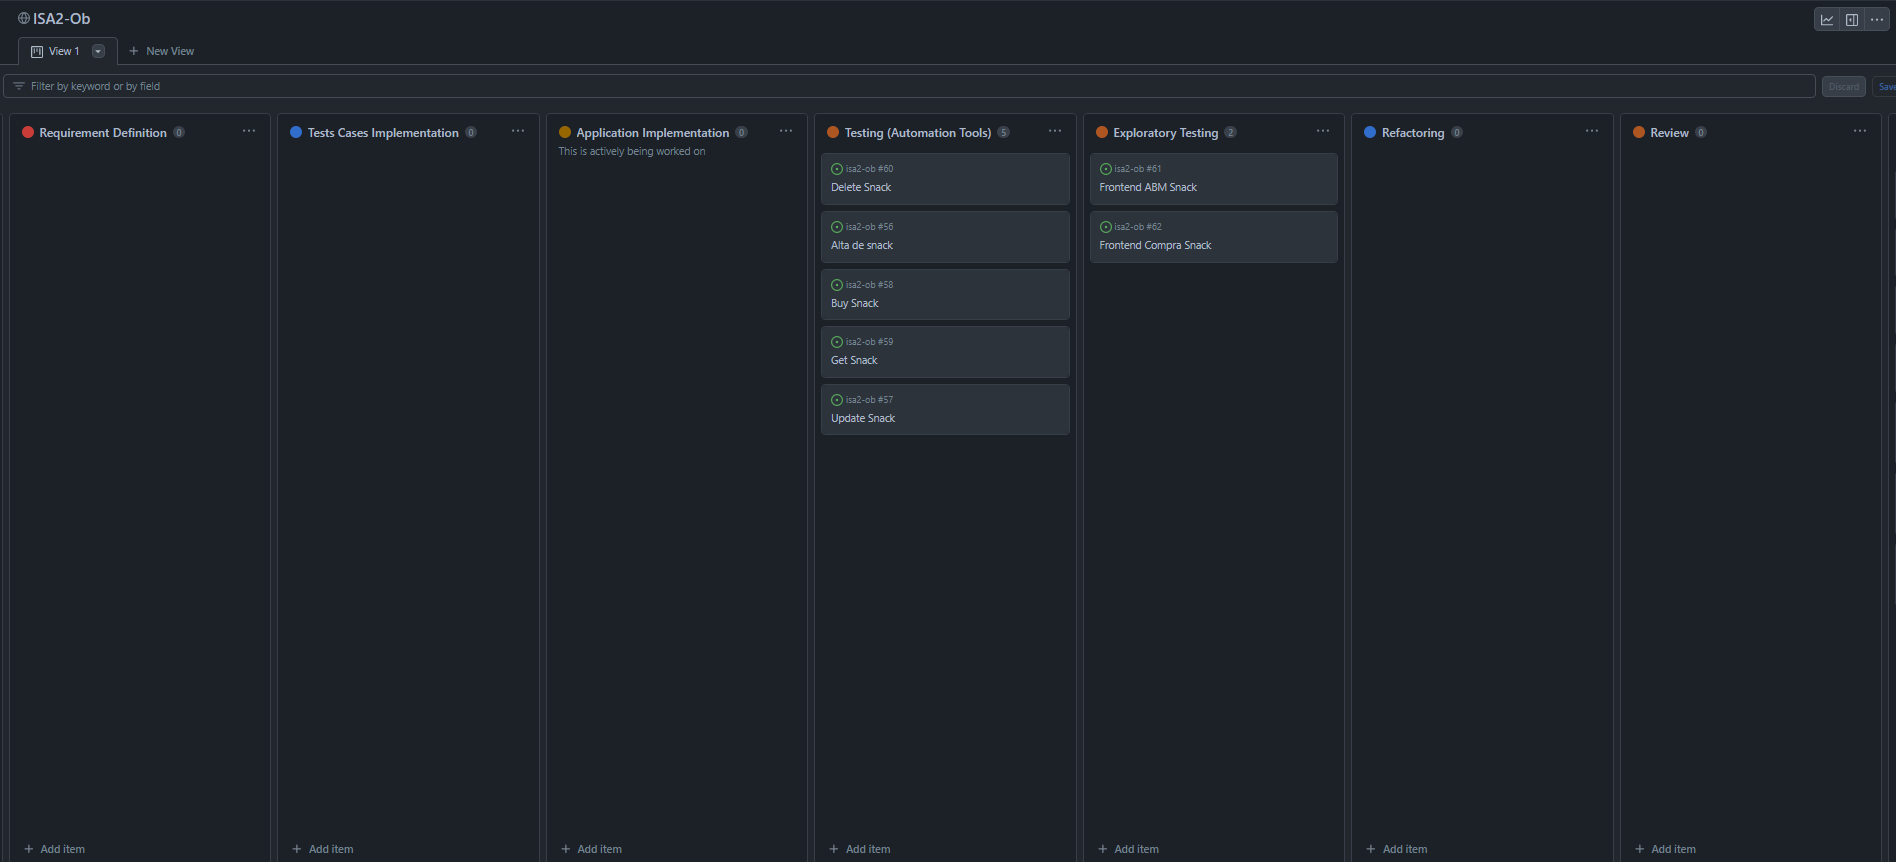 ISA2-Ob
View 1
New View
Filter by keyword or by field
Discard
Save
Requirement Definition 0
Add item
Tests Cases Implementation 0
Add item
Application Implementation 0
This is actively being worked on
Add item
Testing (Automation Tools) 5
isa2-ob #60
Delete Snack
isa2-ob #56
Alta de snack
isa2-ob #58
Buy Snack
isa2-ob #59
Get Snack
isa2-ob #57
Update Snack
Add item
Exploratory Testing 2
isa2-ob #61
Frontend ABM Snack
isa2-ob #62
Frontend Compra Snack
Add item
Refactoring 0
Add item
Review 0
Add item